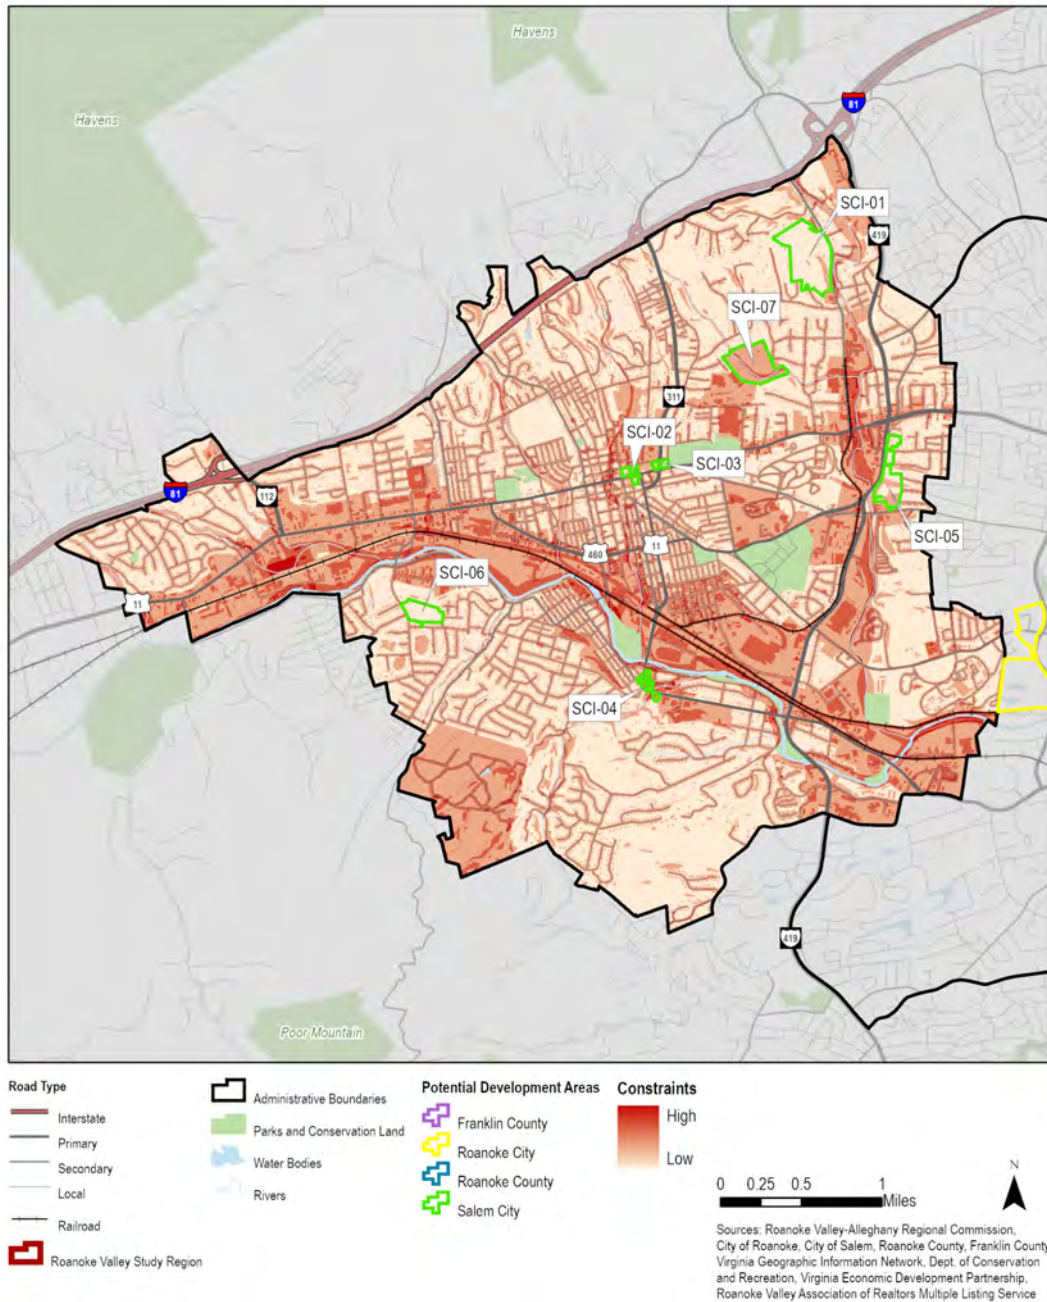 Havens
Havens
81
SCI-01
419
SCI-07
311
SCI-02
SCI-03
81
112
SCI-05
460
11
SCI-06
11
SCI-04
419
Poor Mountain
Road Type
Interstate
Primary
Secondary
Local
Railroad
Roanoke Valley Study Region
Administrative Boundaries
Parks and Conservation Land
Water Bodies
Rivers
Potential Development Areas
Franklin County
Roanoke City
Roanoke County
Salem City
Constraints
High
Low
N
0 0.25 0.5 1
Miles
Sources: Roanoke Valley-Alleghany Regional Commission,
City of Roanoke, City of Salem, Roanoke County, Franklin County
Virginia Geographic Information Network, Dept. of Conservation
and Recreation, Virginia Economic Development Partnership,
Roanoke Valley Association of Realtors Multiple Listing Service